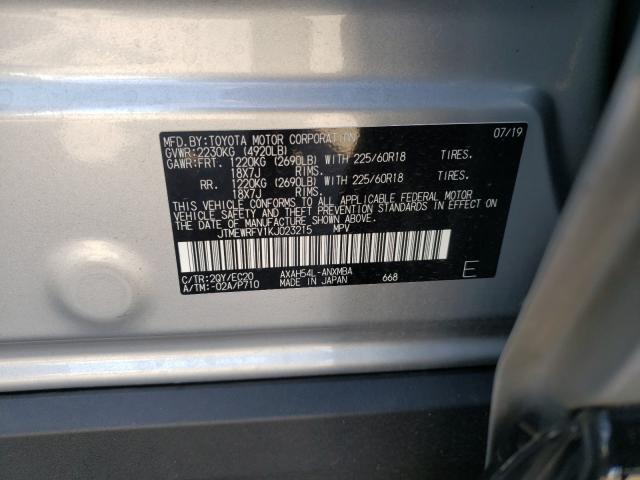 MFD.BY:TOYOTA MOTOR CORPORATION 07/19
GVWR:2230KG (4920LB)
GAWR:FRT. 1220KG (2690LB) WITH 225/60R18 TIRES.
18X7J RIMS.
RR. 1220KG (2690LB) WITH 225/60R18 TIRES.
18X7J RIMS.
THIS VEHICLE CONFORMS TO ALL APPLICABLE FEDERAL MOTOR
VEHICLE SAFETY AND BUMPER STANDARDS IN EFFECT ON
THE DATE OF MANUFACTURE SHOWN ABOVE.
JTMEWRFV1KJ023215 MPV
C/TR:2QY/EC20 AXAH54L-ANXMBA 668 E
A/TM:-02A/P710 MADE IN JAPAN